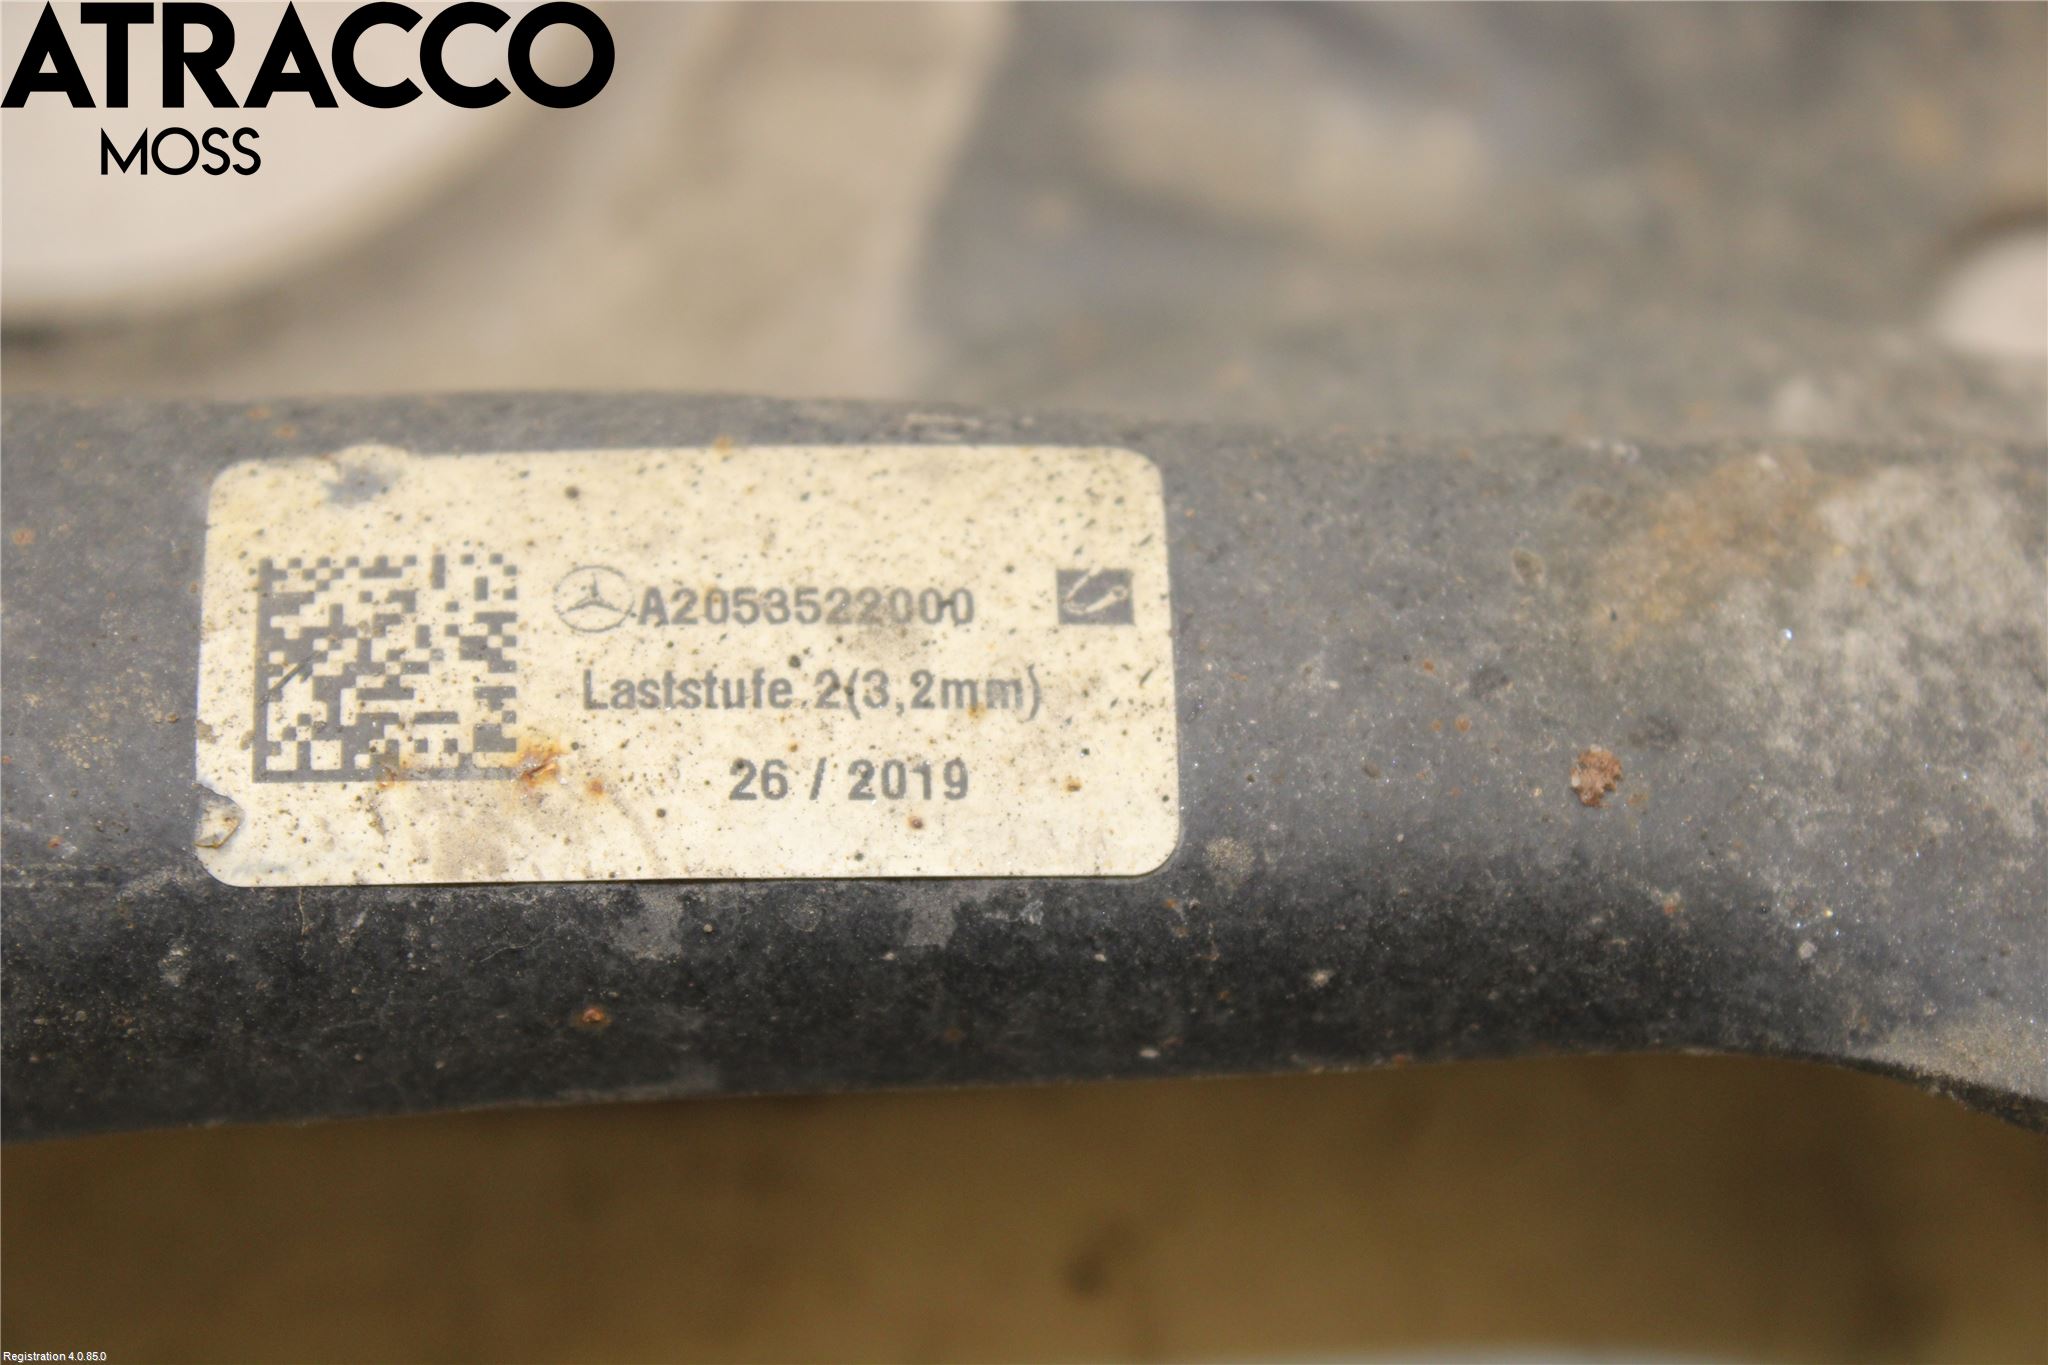 ATRACCO
MOSS
A2053522000
Laststufe 2(3,2mm)
26 / 2019
Registration 4.0.85.0